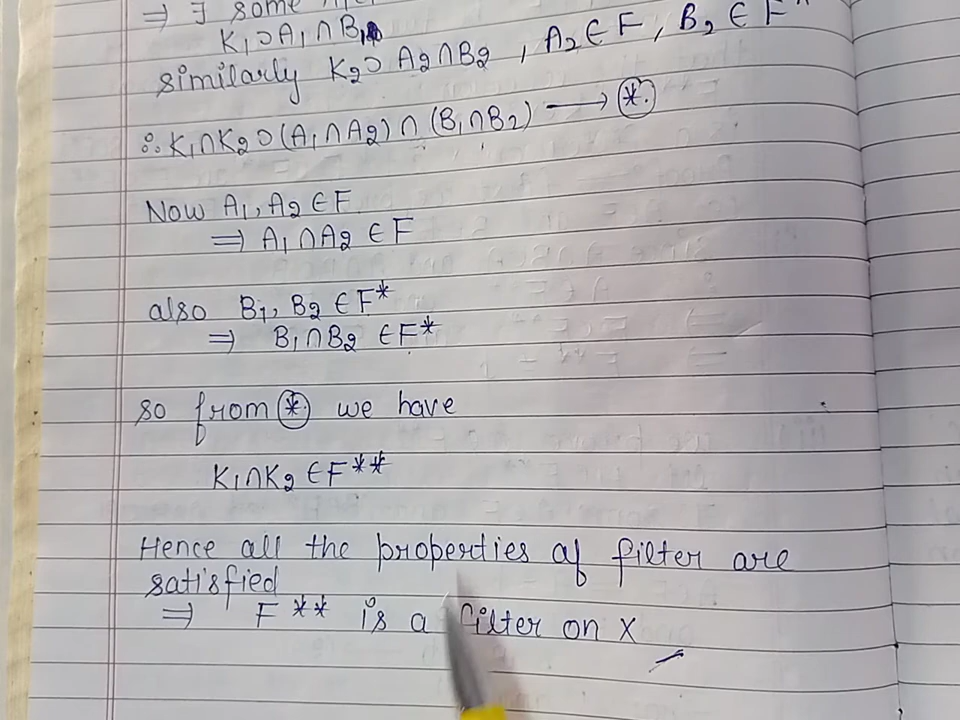 ⇒ ∃ some
K₁⊃A₁∩B₁
similarly K₂⊃ A₂∩B₂ , A₂∈F, B₂∈F*
∴ K₁∩K₂⊃(A₁∩A₂)∩(B₁∩B₂) → ⊛
Now A₁, A₂∈F
⇒ A₁∩A₂∈F
also B₁, B₂∈F*
⇒ B₁∩B₂∈F*
so from ⊛ we have
K₁∩K₂∈F**
Hence all the properties of filter are
satisfied
⇒ F** is a filter on X